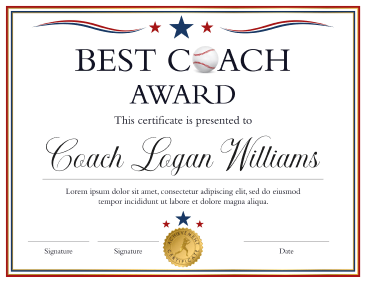 BEST COACH
AWARD
This certificate is presented to
Coach Logan Williams
Lorem ipsum dolor sit amet, consectetur adipiscing elit, sed do eiusmod
tempor incididunt ut labore et dolore magna aliqua.
Signature
Signature
Date